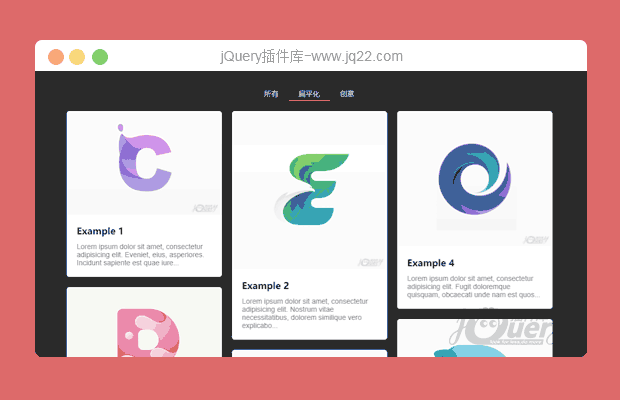 jQuery插件库-www.jq22.com
所有 扁平化 创意
Example 1
Lorem ipsum dolor sit amet, consectetur
adipisicing elit. Eveniet, eius, asperiores.
Incidunt sapiente est quae iure...
Example 2
Lorem ipsum dolor sit amet, consectetur
adipisicing elit. Nostrum vitae
necessitatibus, dolorem similique vero
explicabo...
Example 4
Lorem ipsum dolor sit amet, consectetur
adipisicing elit. Fugit doloremque
quisquam, obcaecati unde nam est quos...
jQuery